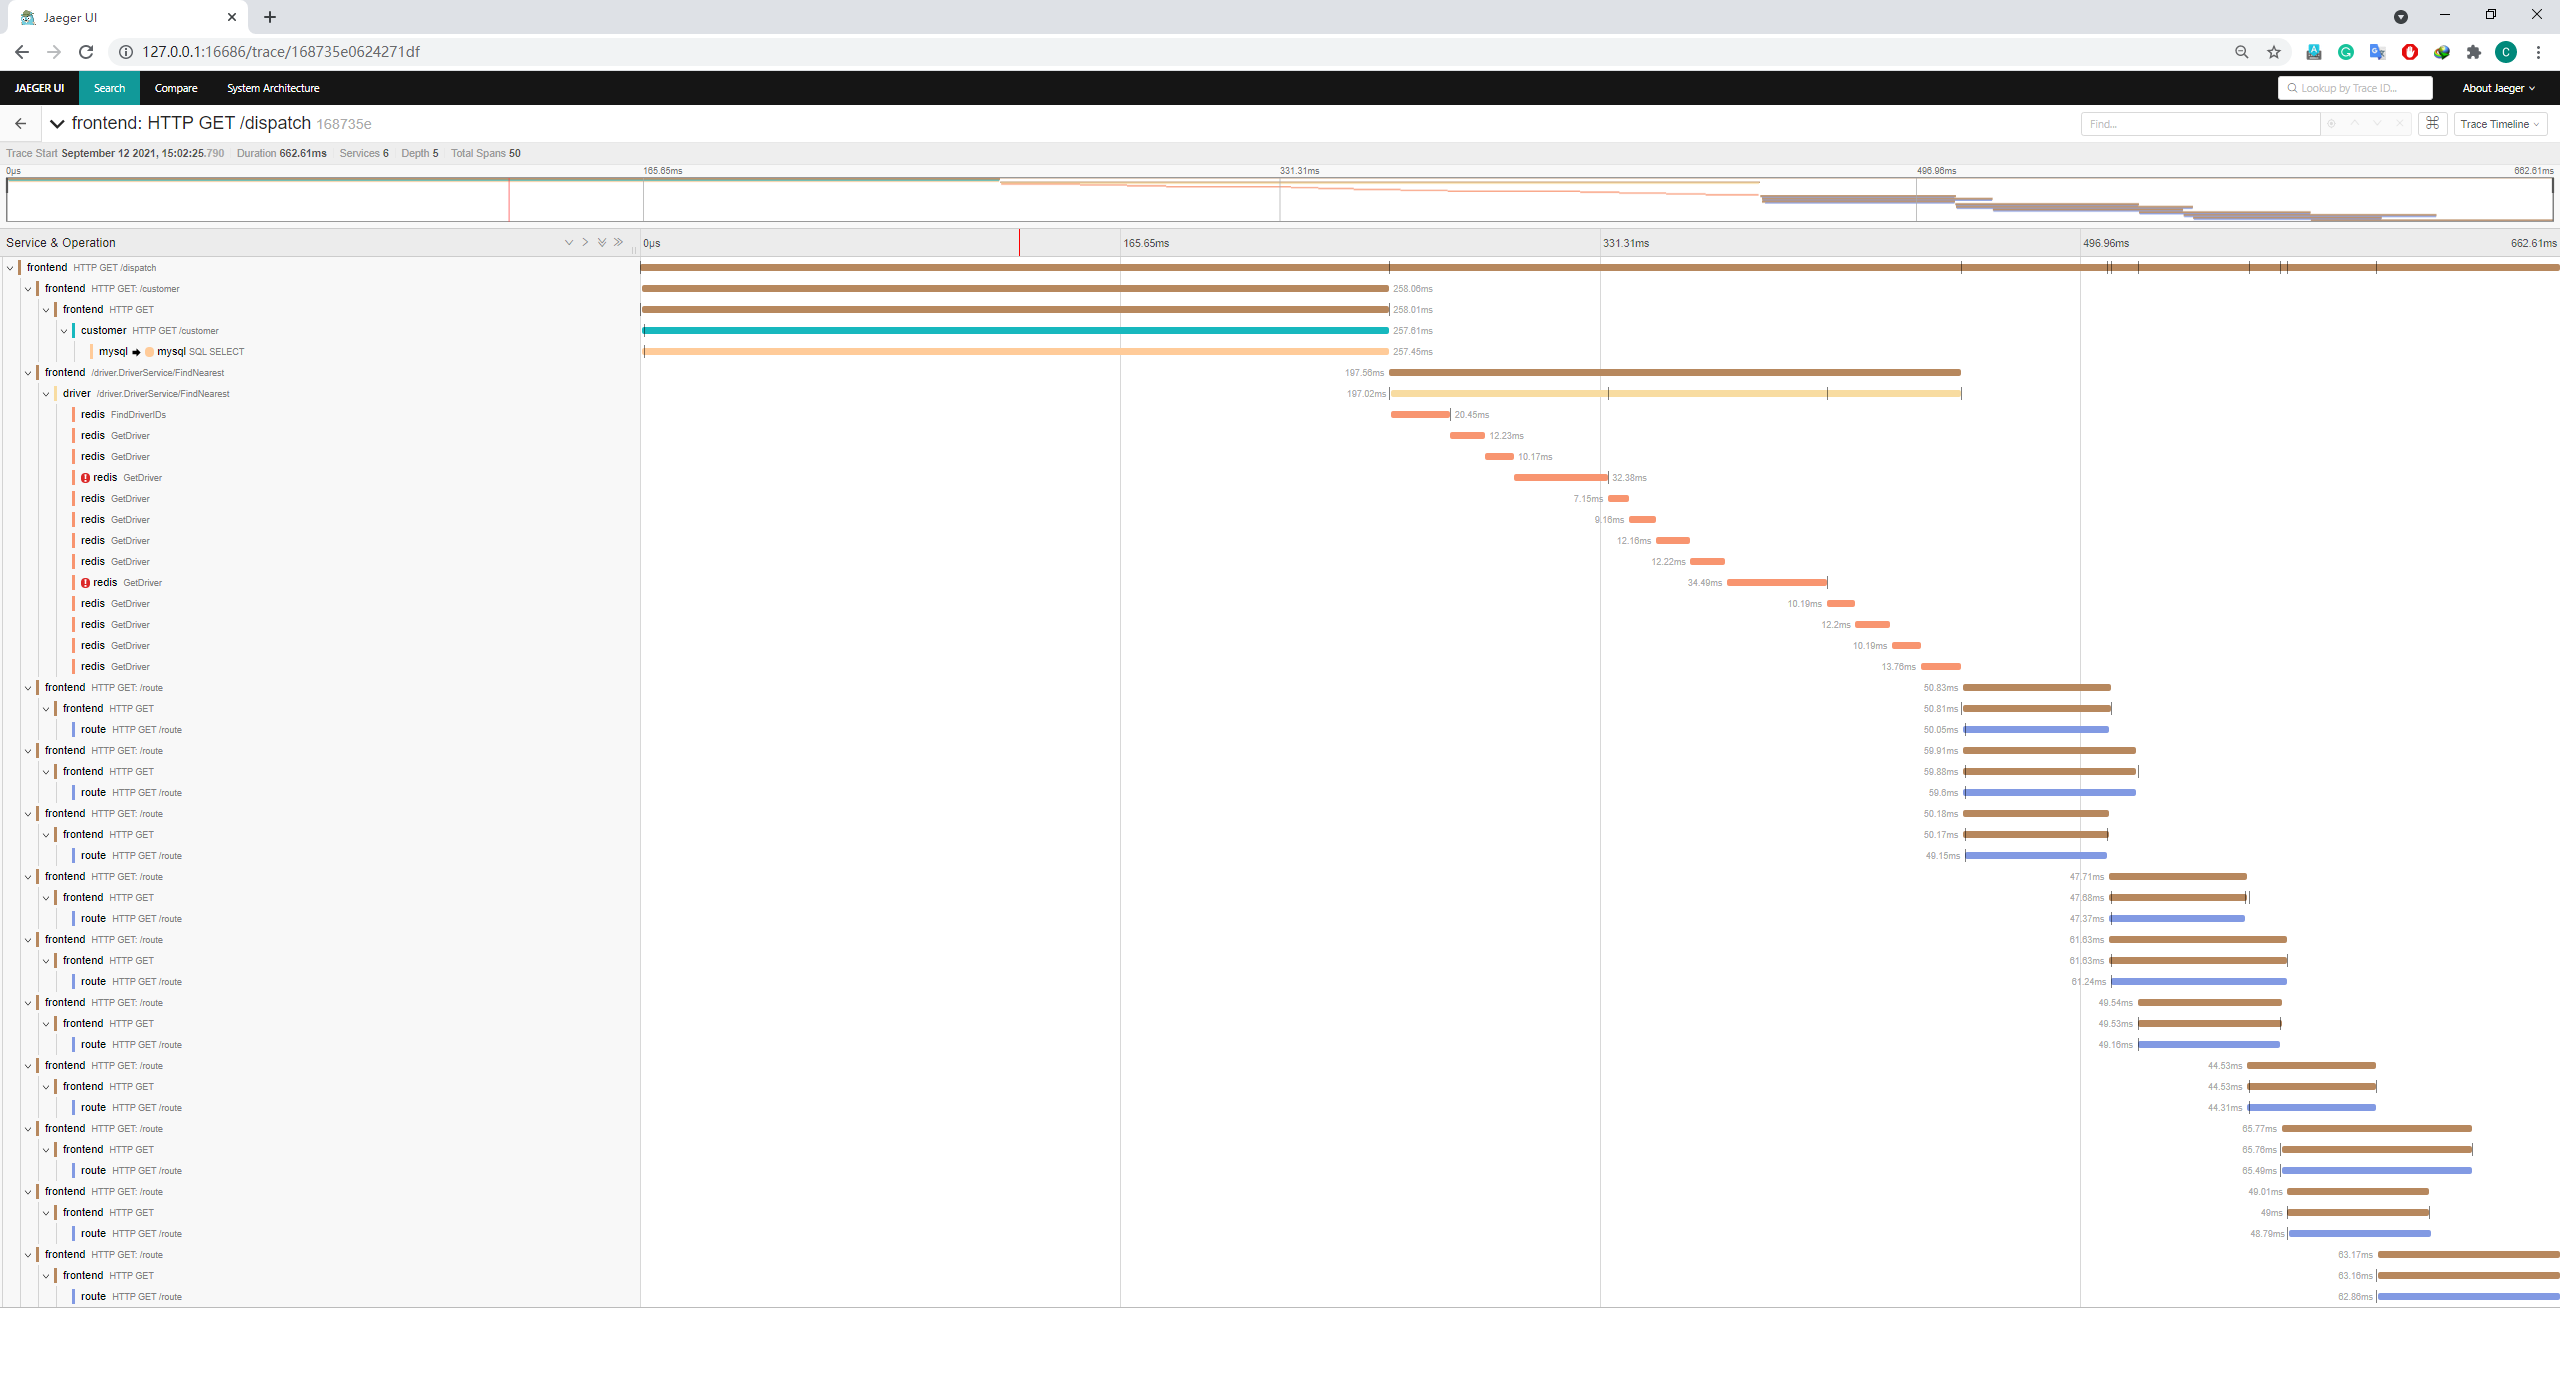 Jaeger UI
127.0.0.1:16686/trace/168735e0624271df
C
JAEGER UI Search Compare System Architecture Lookup by Trace ID... About Jaeger
frontend: HTTP GET /dispatch 168735e Find... Trace Timeline
Trace Start September 12 2021, 15:02:25.790 Duration 662.61ms Services 6 Depth 5 Total Spans 50
0μs 165.65ms 331.31ms 496.96ms 662.61ms
Service & Operation 0μs 165.65ms 331.31ms 496.96ms 662.61ms
frontend HTTP GET /dispatch
frontend HTTP GET: /customer 258.06ms
frontend HTTP GET 258.01ms
customer HTTP GET /customer 257.61ms
mysql mysql SQL SELECT 257.45ms
frontend /driver.DriverService/FindNearest 197.56ms
driver /driver.DriverService/FindNearest 197.02ms
redis FindDriverIDs 20.45ms
redis GetDriver 12.23ms
redis GetDriver 10.17ms
redis GetDriver 32.38ms
redis GetDriver 7.15ms
redis GetDriver 9.16ms
redis GetDriver 12.16ms
redis GetDriver 12.22ms
redis GetDriver 34.49ms
redis GetDriver 10.19ms
redis GetDriver 12.2ms
redis GetDriver 10.19ms
redis GetDriver 13.76ms
frontend HTTP GET: /route 50.83ms
frontend HTTP GET 50.81ms
route HTTP GET /route 50.05ms
frontend HTTP GET: /route 59.91ms
frontend HTTP GET 59.88ms
route HTTP GET /route 59.6ms
frontend HTTP GET: /route 50.18ms
frontend HTTP GET 50.17ms
route HTTP GET /route 49.15ms
frontend HTTP GET: /route 47.71ms
frontend HTTP GET 47.68ms
route HTTP GET /route 47.37ms
frontend HTTP GET: /route 61.63ms
frontend HTTP GET 61.63ms
route HTTP GET /route 61.24ms
frontend HTTP GET: /route 49.54ms
frontend HTTP GET 49.53ms
route HTTP GET /route 49.16ms
frontend HTTP GET: /route 44.53ms
frontend HTTP GET 44.53ms
route HTTP GET /route 44.31ms
frontend HTTP GET: /route 65.77ms
frontend HTTP GET 65.76ms
route HTTP GET /route 65.49ms
frontend HTTP GET: /route 49.01ms
frontend HTTP GET 49ms
route HTTP GET /route 48.79ms
frontend HTTP GET: /route 63.17ms
frontend HTTP GET 63.16ms
route HTTP GET /route 62.86ms